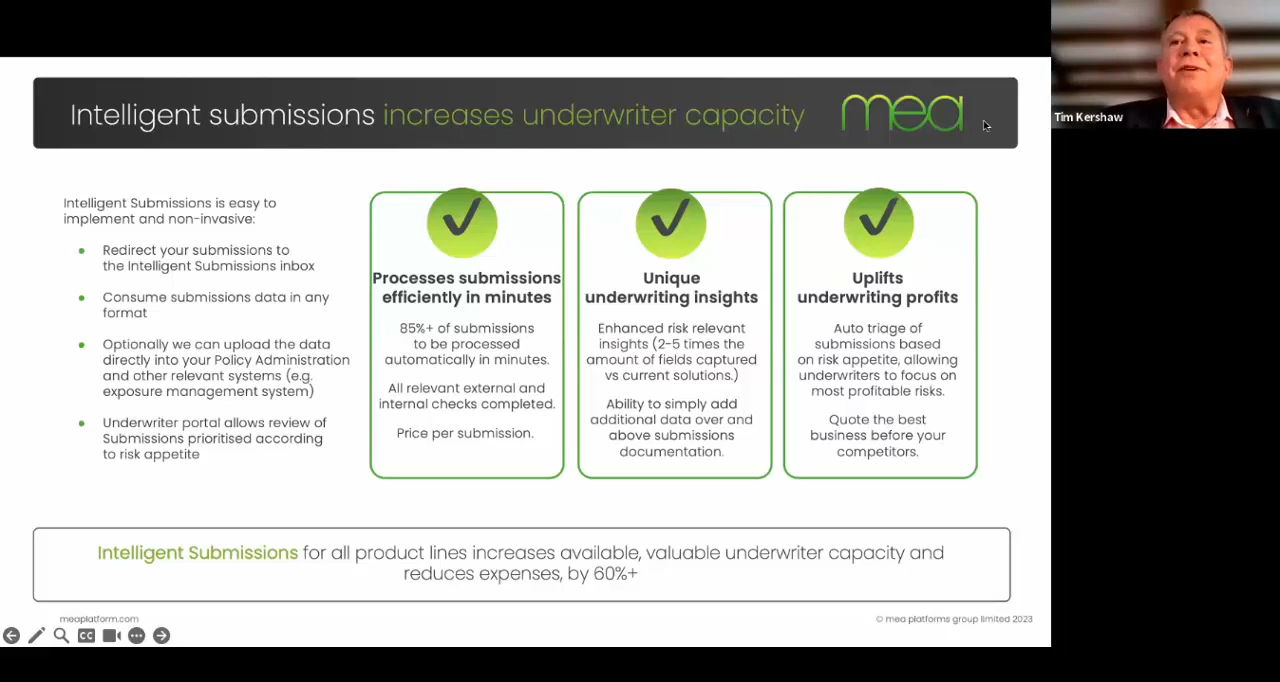 Intelligent submissions increases underwriter capacity
mea
Tim Kershaw
Intelligent Submissions is easy to
implement and non-invasive:
• Redirect your submissions to
the Intelligent Submissions inbox
• Consume submissions data in any
format
• Optionally we can upload the data
directly into your Policy Administration
and other relevant systems (e.g.
exposure management system)
• Underwriter portal allows review of
Submissions prioritised according
to risk appetite
Processes submissions
efficiently in minutes
85%+ of submissions
to be processed
automatically in minutes.
All relevant external and
internal checks completed.
Price per submission.
Unique
underwriting insights
Enhanced risk relevant
insights (2-5 times the
amount of fields captured
vs current solutions.)
Ability to simply add
additional data over and
above submissions
documentation.
Uplifts
underwriting profits
Auto triage of
submissions based
on risk appetite, allowing
underwriters to focus on
most profitable risks.
Quote the best
business before your
competitors.
Intelligent Submissions for all product lines increases available, valuable underwriter capacity and
reduces expenses, by 60%+
meaplatform.com
© mea platforms group limited 2023
CC